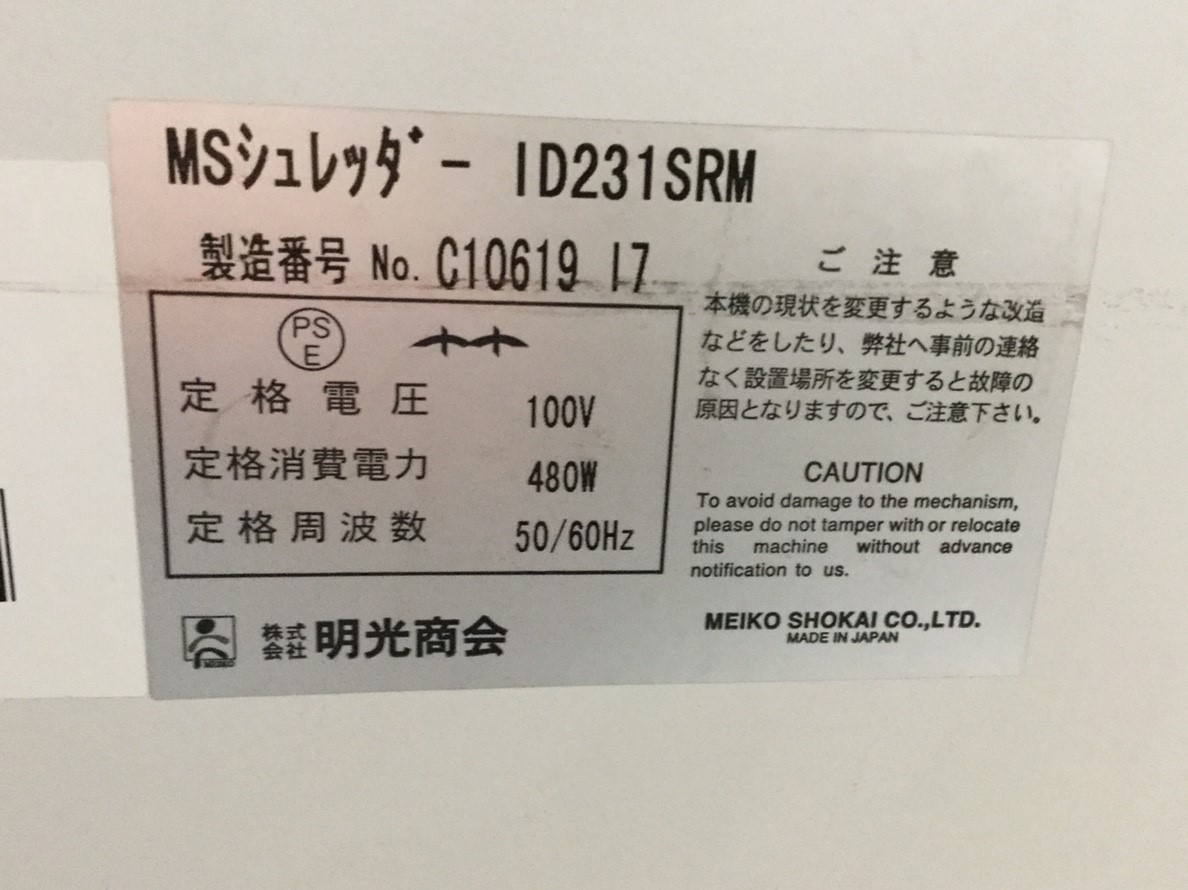 MSシュレッダﾞー ID231SRM
製造番号 No. C10619 17
PS
E
定格電圧 100V
定格消費電力 480W
定格周波数 50/60Hz
株式
会社 明光商会
ご注意
本機の現状を変更するような改造
などをしたり、弊社へ事前の連絡
なく設置場所を変更すると故障の
原因となりますので、ご注意下さい。
CAUTION
To avoid damage to the mechanism,
please do not tamper with or relocate
this machine without advance
notification to us.
MEIKO SHOKAI CO.,LTD.
MADE IN JAPAN